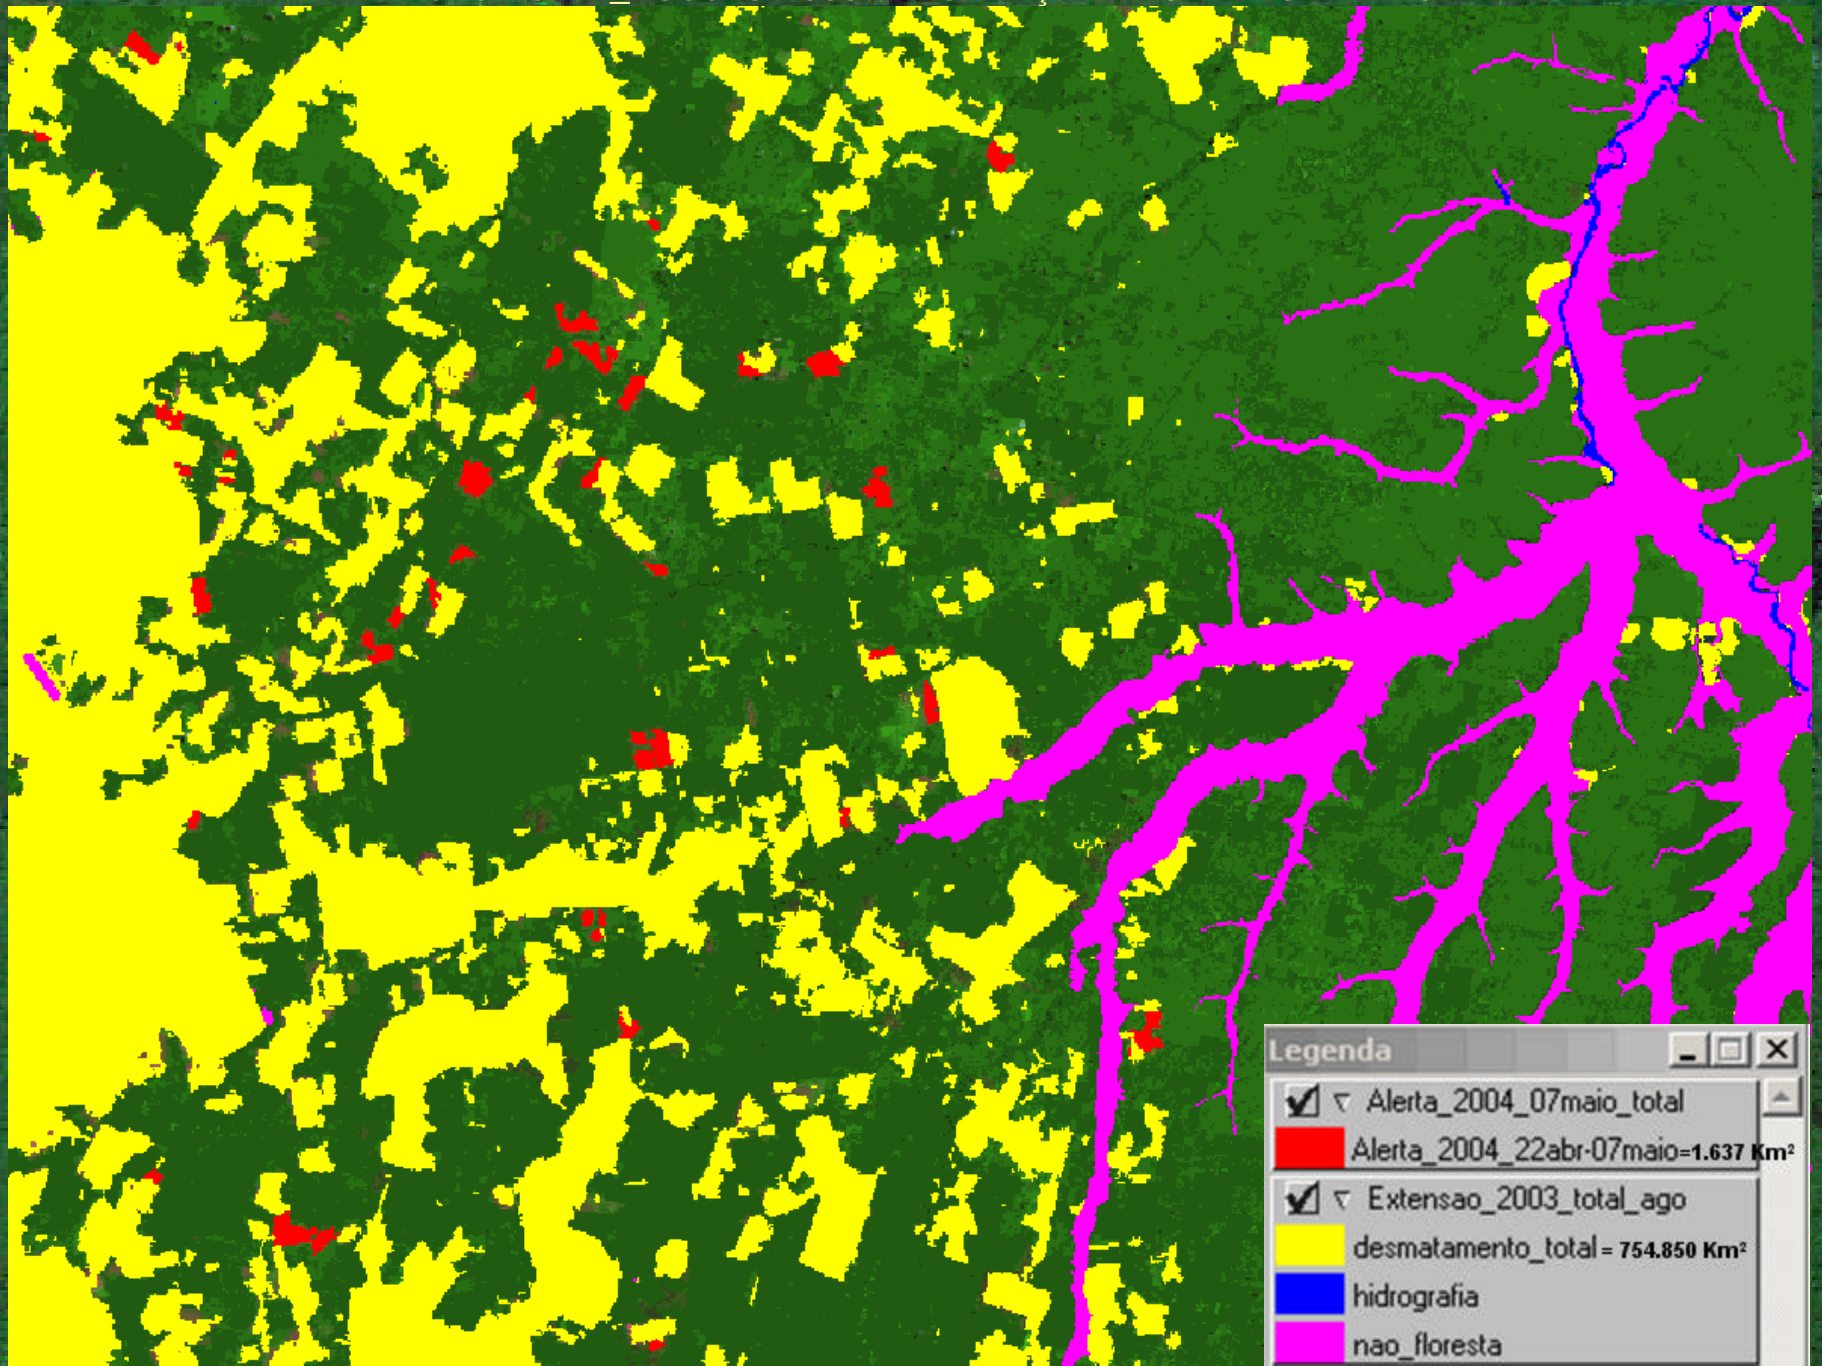 Legenda
Alerta_2004_07maio_total
Alerta_2004_22abr-07maio=1.637 Km²
Extensao_2003_total_ago
desmatamento_total = 754.850 Km²
hidrografia
nao_floresta